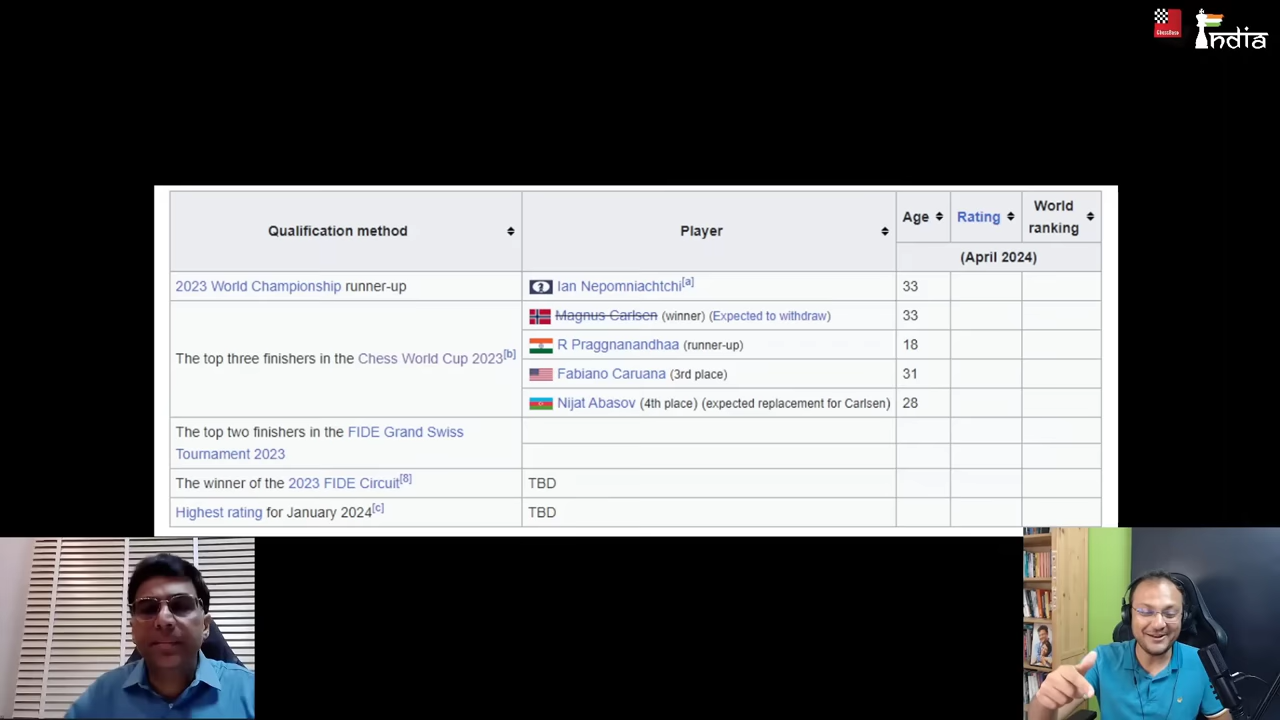 ChessBase
India
Qualification method
Player
Age
Rating
World
ranking
(April 2024)
2023 World Championship runner-up
Ian Nepomniachtchi[a]
33
The top three finishers in the Chess World Cup 2023[b]
Magnus Carlsen (winner) (Expected to withdraw)
33
R Praggnanandhaa (runner-up)
18
Fabiano Caruana (3rd place)
31
Nijat Abasov (4th place) (expected replacement for Carlsen)
28
The top two finishers in the FIDE Grand Swiss
Tournament 2023
The winner of the 2023 FIDE Circuit[8]
TBD
Highest rating for January 2024[c]
TBD